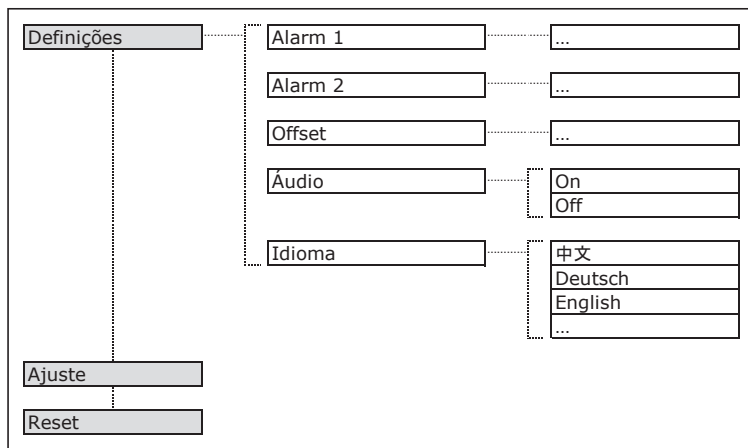 Definições
Alarm 1
...
Alarm 2
...
Offset
...
Áudio
On
Off
Idioma
中文
Deutsch
English
...
Ajuste
Reset